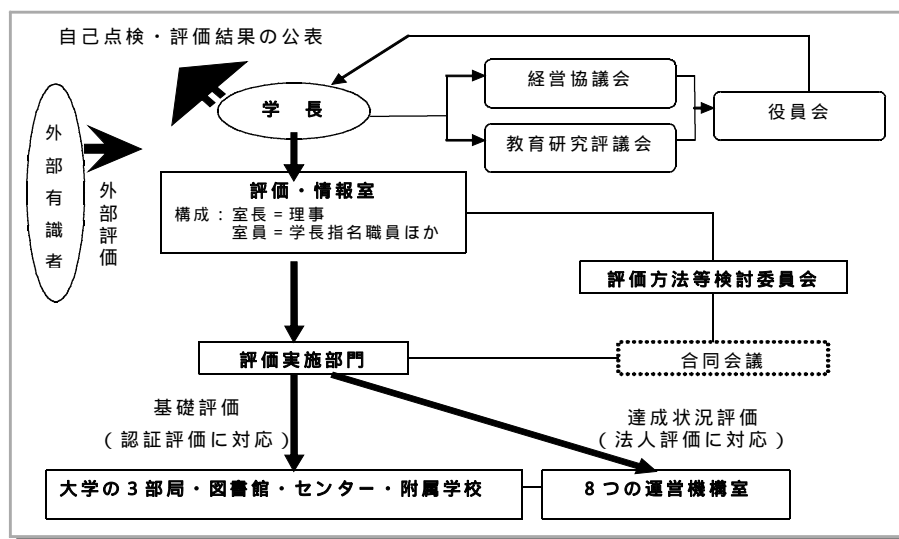 自己点検・評価結果の公表
学 長
経営協議会
役員会
教育研究評議会
外部有識者
外部評価
評価・情報室
構成：室長＝理事
室員＝学長指名職員ほか
評価方法等検討委員会
評価実施部門
合同会議
基礎評価
（認証評価に対応）
達成状況評価
（法人評価に対応）
大学の３部局・図書館・センター・附属学校
８つの運営機構室